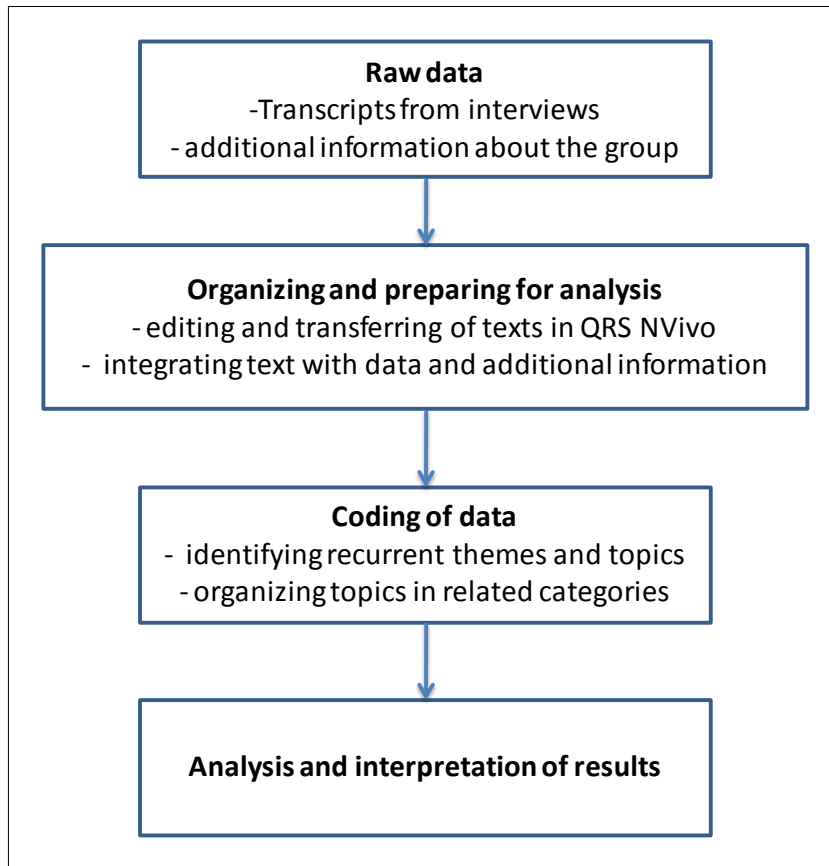 Raw data
-Transcripts from interviews
- additional information about the group
Organizing and preparing for analysis
- editing and transferring of texts in QRS NVivo
- integrating text with data and additional information
Coding of data
- identifying recurrent themes and topics
- organizing topics in related categories
Analysis and interpretation of results